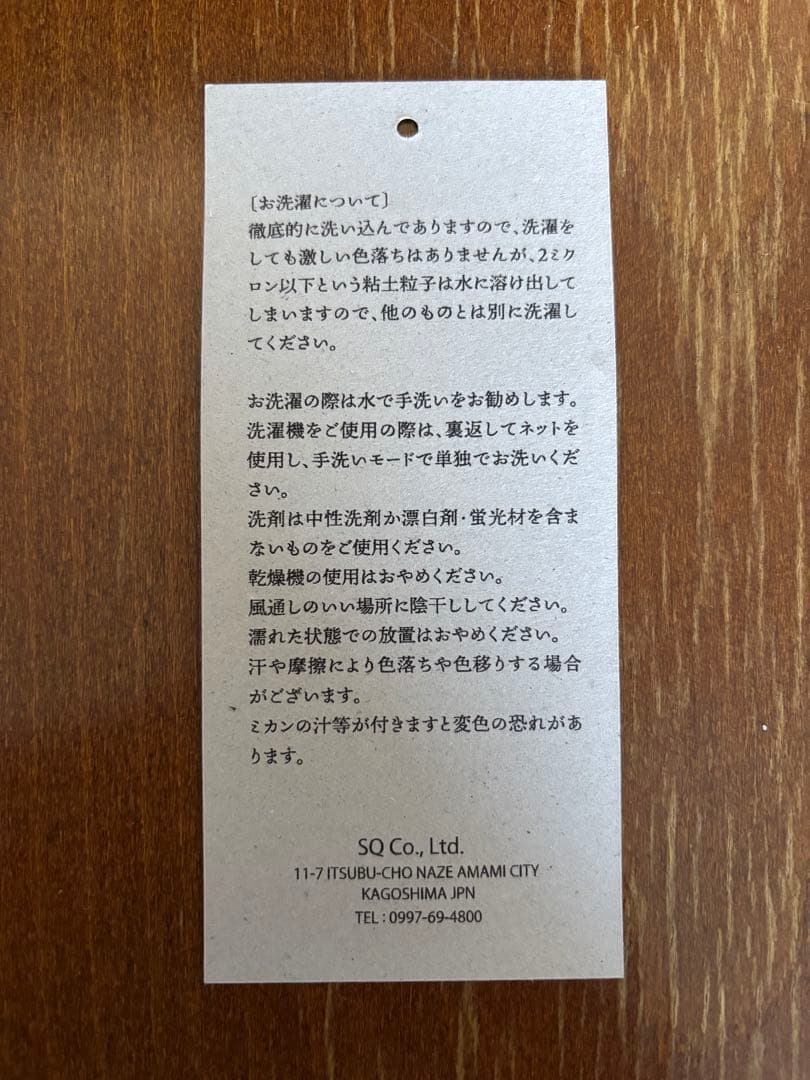 〔お洗濯について〕
徹底的に洗い込んでありますので、洗濯を
しても激しい色落ちはありませんが、2ミク
ロン以下という粘土粒子は水に溶け出して
しまいますので、他のものとは別に洗濯し
てください。
お洗濯の際は水で手洗いをお勧めします。
洗濯機をご使用の際は、裏返してネットを
使用し、手洗いモードで単独でお洗いくだ
さい。
洗剤は中性洗剤か漂白剤・蛍光材を含ま
ないものをご使用ください。
乾燥機の使用はおやめください。
風通しのいい場所に陰干ししてください。
濡れた状態での放置はおやめください。
汗や摩擦により色落ちや色移りする場合
がございます。
ミカンの汁等が付きますと変色の恐れがあ
ります。
SQ Co., Ltd.
11-7 ITSUBU-CHO NAZE AMAMI CITY
KAGOSHIMA JPN
TEL : 0997-69-4800